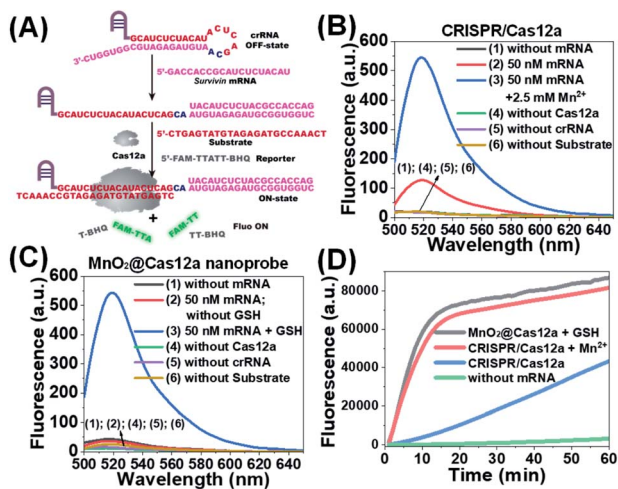 (A)
crRNA
OFF-state
GCAUCUCUACAU
ACUC
ACGA
3'-CUGGUGGCGUAGAGAUGUA
5'-GACCACCGCAUCUCUACAU
Survivin mRNA
GCAUCUCUACAUACUCAGCA
UACAUCUCUACGCCACCAG
AUGUAGAGAUGCGGUGGUC
Cas12a
5'-CTGAGTATGTAGAGATGCCAAACT
Substrate
5'-FAM-TTATT-BHQ Reporter
GCAUCUCUACAUACUCAGCA
UACAUCUCUACGCCACCAG
AUGUAGAGAUGCGGUGGUC
TCAAACCGTAGAGATGTATGAGTC
ON-state
+
T-BHQ
FAM-TTA
FAM-TT
TT-BHQ
Fluo ON
(B)
CRISPR/Cas12a
Fluorescence (a.u.)
600
500
400
300
200
100
0
(1) without mRNA
(2) 50 nM mRNA
(3) 50 nM mRNA
+2.5 mM Mn²⁺
(4) without Cas12a
(5) without crRNA
(6) without Substrate
(1); (4); (5); (6)
500 520 540 560 580 600 620 640
Wavelength (nm)
(C)
MnO₂@Cas12a nanoprobe
Fluorescence (a.u.)
600
500
400
300
200
100
0
(1) without mRNA
(2) 50 nM mRNA;
without GSH
(3) 50 nM mRNA + GSH
(4) without Cas12a
(5) without crRNA
(6) without Substrate
(1); (2); (4); (5); (6)
500 520 540 560 580 600 620 640
Wavelength (nm)
(D)
Fluorescence (a.u.)
80000
60000
40000
20000
0
MnO₂@Cas12a + GSH
CRISPR/Cas12a + Mn²⁺
CRISPR/Cas12a
without mRNA
0 10 20 30 40 50 60
Time (min)